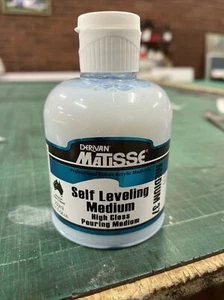 DERIVAN
MATISSE
Self Leveling
Medium
High Gloss
Pouring Medium